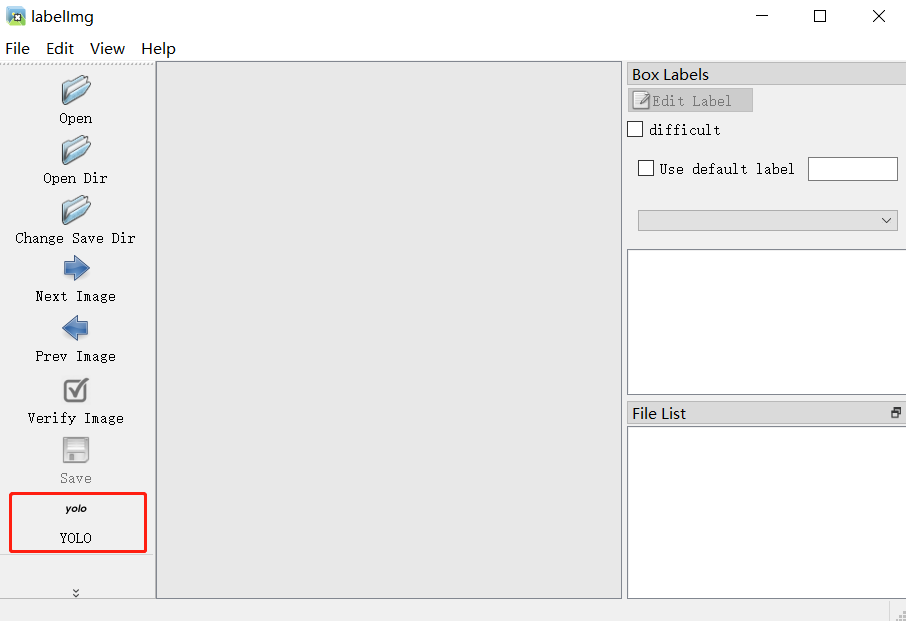 labelImg
File Edit View Help
Open
Open Dir
Change Save Dir
Next Image
Prev Image
Verify Image
Save
yolo
YOLO
Box Labels
Edit Label
difficult
Use default label
File List